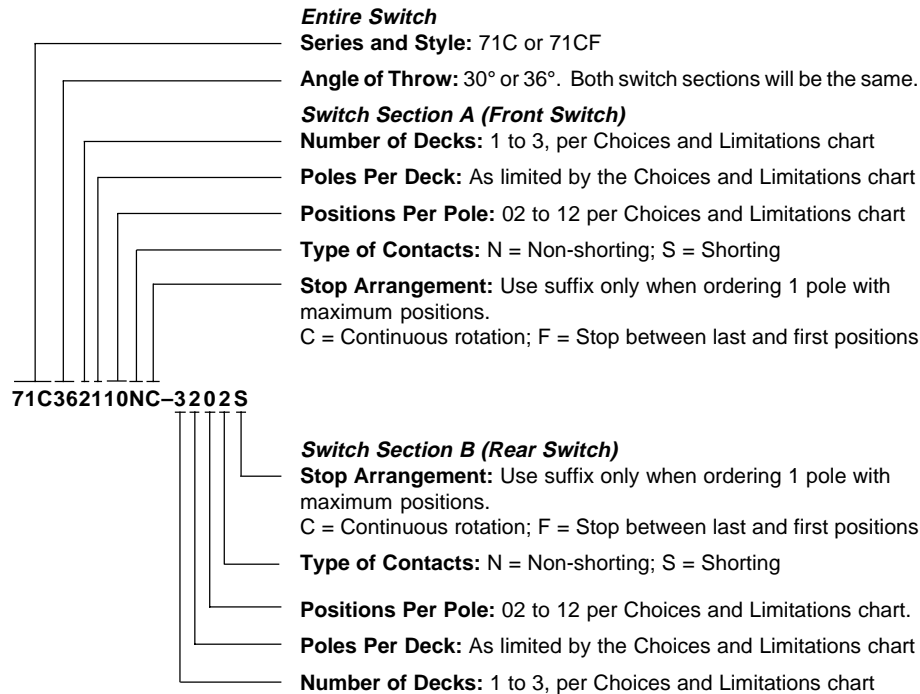 Entire Switch
Series and Style: 71C or 71CF
Angle of Throw: 30° or 36°. Both switch sections will be the same.
Switch Section A (Front Switch)
Number of Decks: 1 to 3, per Choices and Limitations chart
Poles Per Deck: As limited by the Choices and Limitations chart
Positions Per Pole: 02 to 12 per Choices and Limitations chart
Type of Contacts: N = Non-shorting; S = Shorting
Stop Arrangement: Use suffix only when ordering 1 pole with
maximum positions.
C = Continuous rotation; F = Stop between last and first positions
71C362110NC–3202S
Switch Section B (Rear Switch)
Stop Arrangement: Use suffix only when ordering 1 pole with
maximum positions.
C = Continuous rotation; F = Stop between last and first positions
Type of Contacts: N = Non-shorting; S = Shorting
Positions Per Pole: 02 to 12 per Choices and Limitations chart.
Poles Per Deck: As limited by the Choices and Limitations chart
Number of Decks: 1 to 3, per Choices and Limitations chart